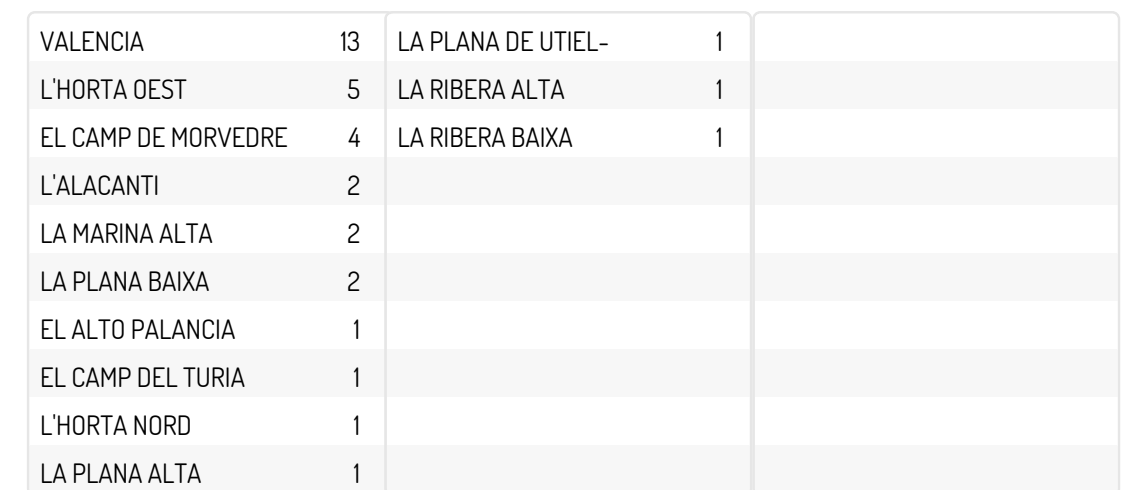 VALENCIA 13
L'HORTA OEST 5
EL CAMP DE MORVEDRE 4
L'ALACANTI 2
LA MARINA ALTA 2
LA PLANA BAIXA 2
EL ALTO PALANCIA 1
EL CAMP DEL TURIA 1
L'HORTA NORD 1
LA PLANA ALTA 1
LA PLANA DE UTIEL- 1
LA RIBERA ALTA 1
LA RIBERA BAIXA 1